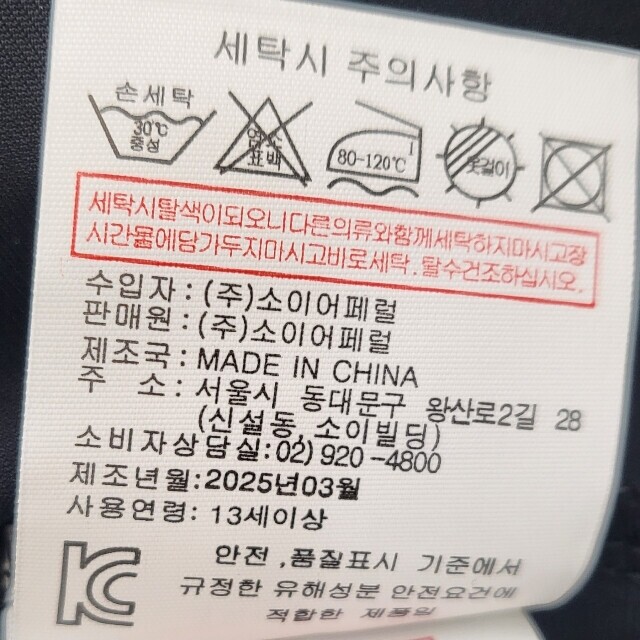 세탁시 주의사항
손세탁
30℃
중성
염소
표백
80-120℃
옷걸이
세탁시탈색이되오니다른의류와함께세탁하지마시고장
시간물에담가두지마시고바로세탁.탈수건조하십시오.
수입자 : (주)소이어페럴
판매원 : (주)소이어페럴
제조국 : MADE IN CHINA
주 소 : 서울시 동대문구 왕산로2길 28
(신설동, 소이빌딩)
소비자상담실:02) 920-4800
제조년월:2025년03월
사용연령: 13세이상
안전 ,품질표시 기준에서
규정한 유해성분 안전요건에
적합한 제품임